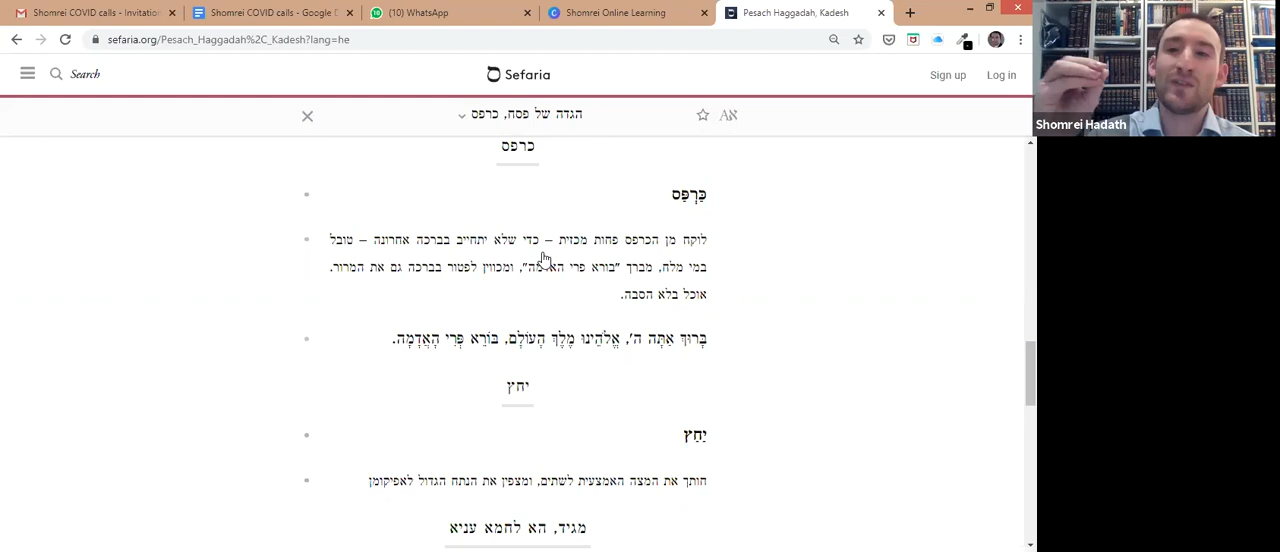 Shomrei COVID calls - Invitation
Shomrei COVID calls - Google D
(10) WhatsApp
Shomrei Online Learning
Pesach Haggadah, Kadesh
sefaria.org/Pesach_Haggadah%2C_Kadesh?lang=he
Search
Sefaria
Sign up
Log in
הגדה של פסח, כרפס
Shomrei Hadath
כרפס
כַּרְפַּס
לוקח מן הכרפס פחות מכזית – כדי שלא יתחייב בברכה אחרונה – טובל
במי מלח, מברך "בורא פרי האדמה", ומכווין לפטור בברכה גם את המרור.
אוכל בלא הסבה.
בָּרוּךְ אַתָּה ה', אֱלֹהֵינוּ מֶלֶךְ הָעוֹלָם, בּוֹרֵא פְּרִי הָאֲדָמָה.
יחץ
יַחַץ
חותך את המצה האמצעית לשתים, ומצפין את הנתח הגדול לאפיקומן
מגיד, הא לחמא עניא